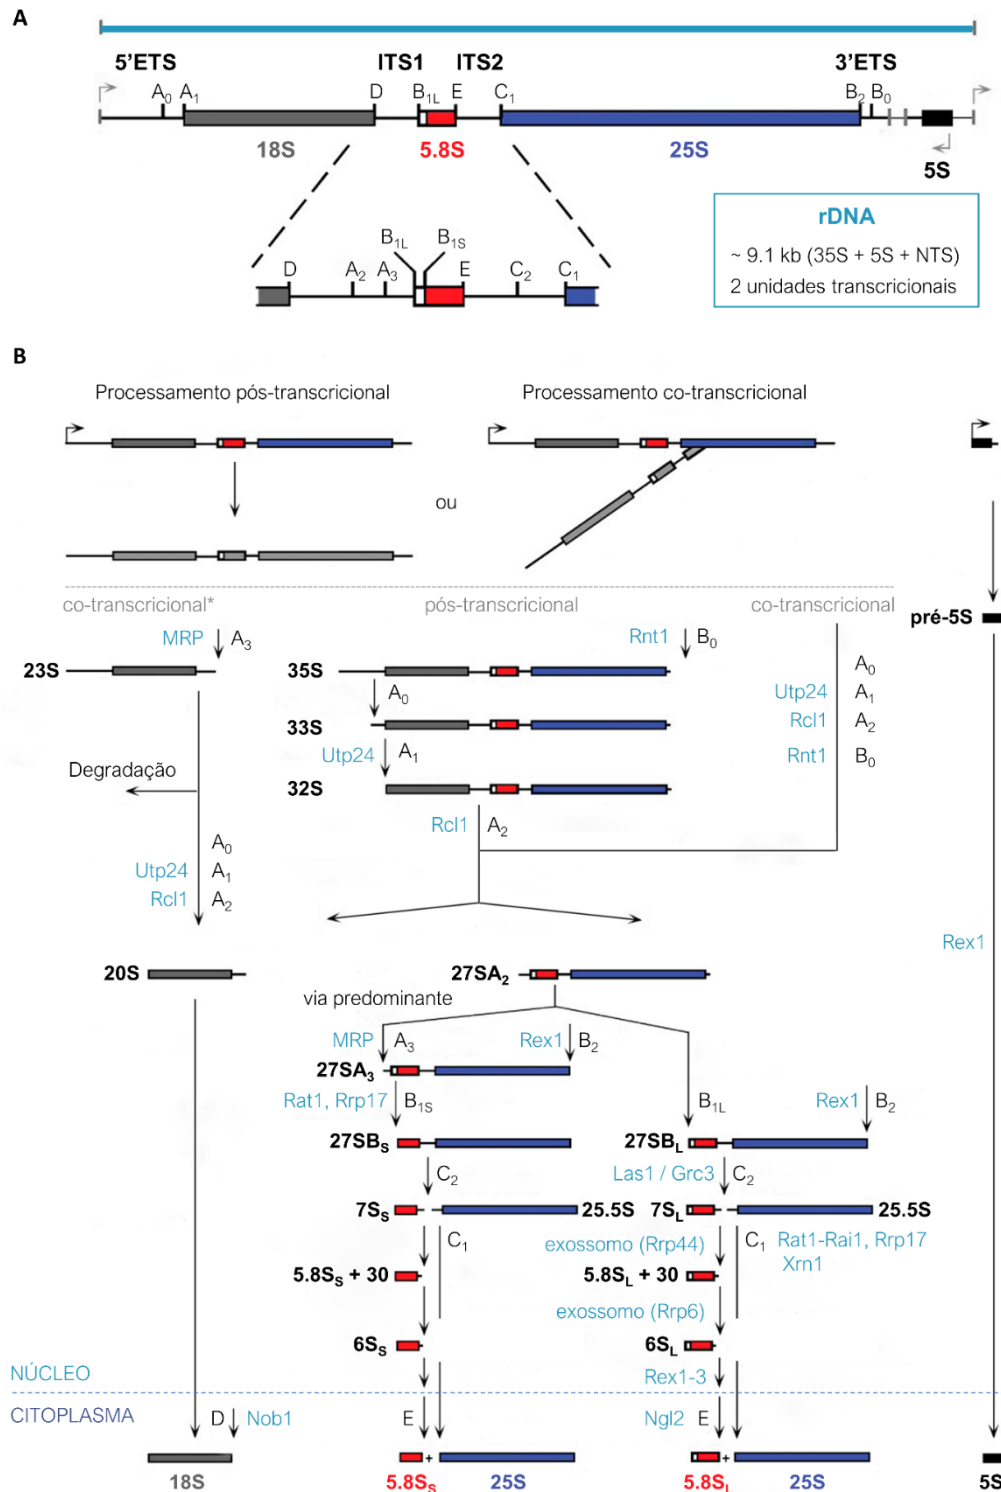 A
5'ETS ITS1 ITS2 3'ETS
A0 A1 D B1L E C1 B2 B0
18S 5.8S 25S 5S
B1L B1S
D A2 A3 E C2 C1
rDNA
~ 9.1 kb (35S + 5S + NTS)
2 unidades transcricionais
B
Processamento pós-transcricional
Processamento co-transcricional
ou
co-transcricional* pós-transcricional co-transcricional
pré-5S
MRP A3
Rnt1 B0
23S
35S
A0
A0
Utp24 A1
33S
Rcl1 A2
Utp24 A1
Rnt1 B0
Degradação
32S
Rcl1 A2
A0
Utp24 A1
Rcl1 A2
Rex1
20S
27SA2
via predominante
MRP A3 Rex1 B2
27SA3
Rat1, Rrp17 B1S
B1L Rex1 B2
27SBS
27SBL
C2
Las1 / Grc3 C2
7SS 25.5S
7SL 25.5S
C1
exossomo (Rrp44) C1 Rat1-Rai1, Rrp17
Xrn1
5.8SS + 30
5.8SL + 30
exossomo (Rrp6)
6SS
6SL
NÚCLEO
Rex1-3
CITOPLASMA
D Nob1
E
Ngl2 E
+
+
18S 5.8SS 25S 5.8SL 25S 5S